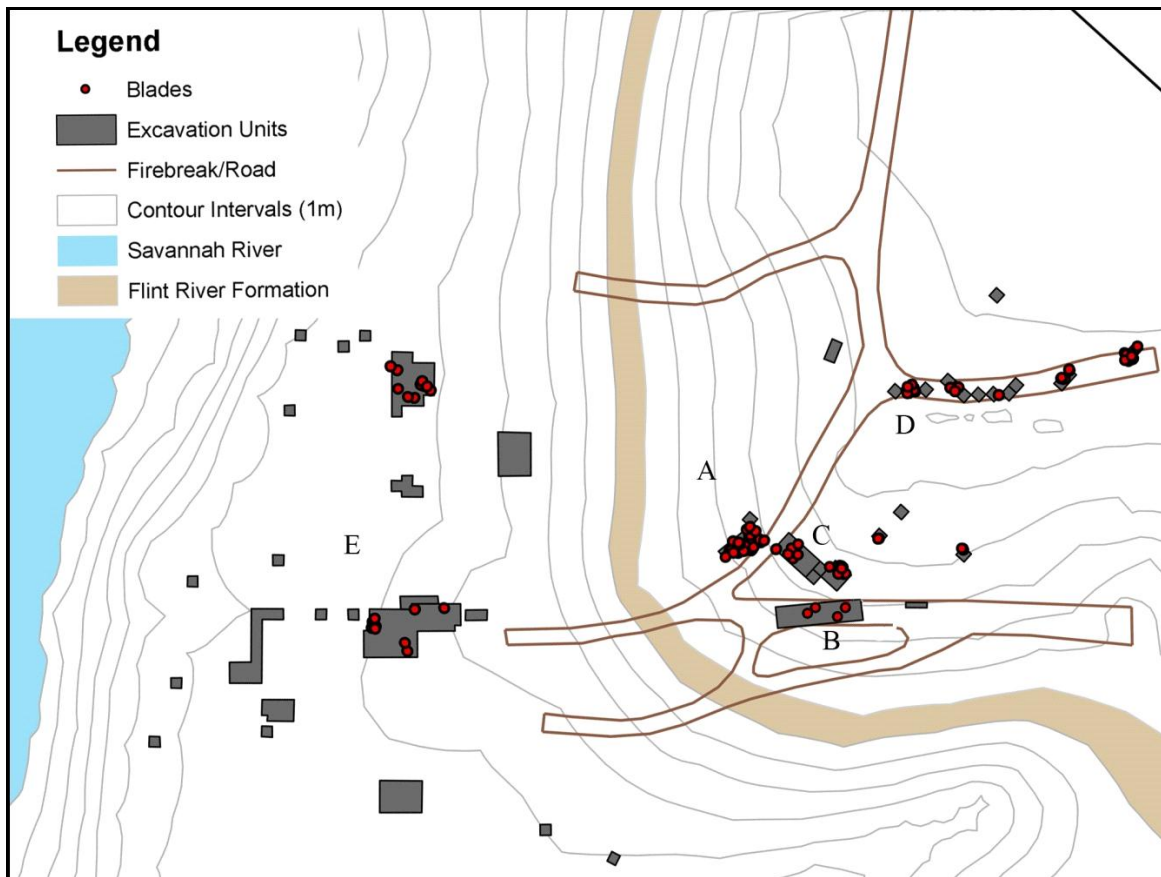 Legend
Blades
Excavation Units
Firebreak/Road
Contour Intervals (1m)
Savannah River
Flint River Formation
A
D
C
E
B